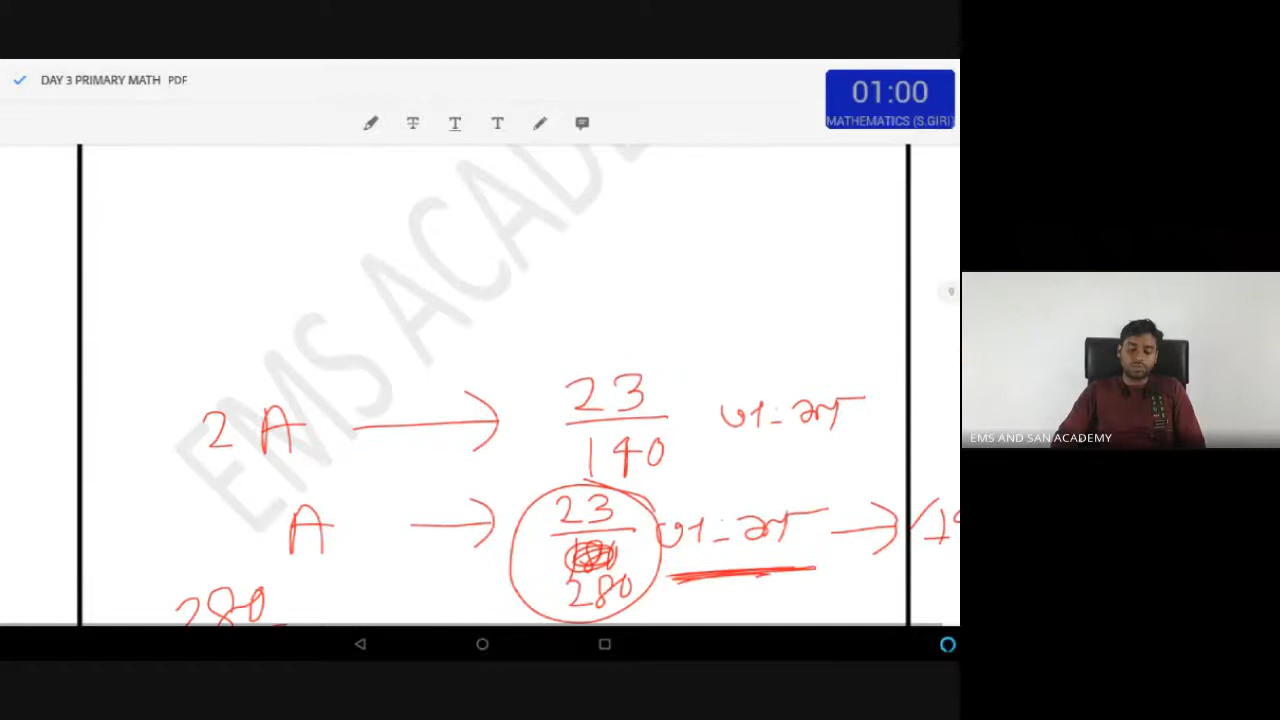 DAY 3 PRIMARY MATH PDF
01:00
MATHEMATICS (S.GIRI)
EMS ACADE
2 A → 23/140
A → 23/280 →
280
EMS AND SAN ACADEMY